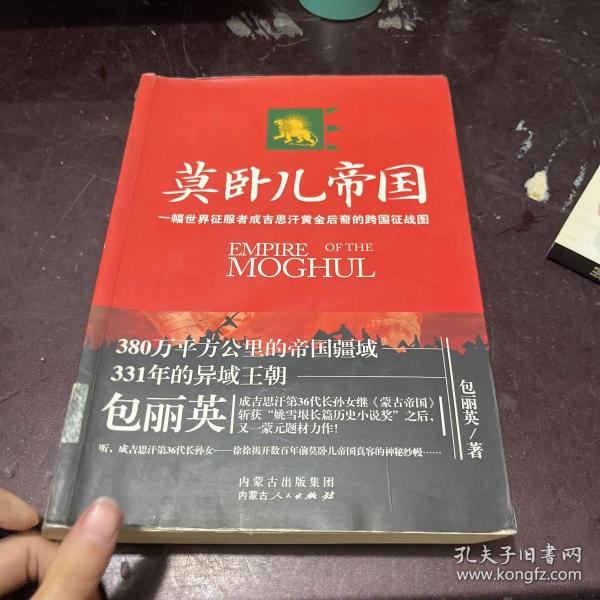 莫卧儿帝国
一幅世界征服者成吉思汗黄金后裔的跨国征战图
EMPIRE OF THE
MOGHUL
380万平方公里的帝国疆域——
331年的异域王朝——
包丽英
成吉思汗第36代长孙女继《蒙古帝国》
斩获“姚雪垠长篇历史小说奖”之后，
又一蒙元题材力作！
包丽英/著
听，成吉思汗第36代长孙女——徐徐揭开数百年前莫卧儿帝国真容的神秘纱幔……
内蒙古出版集团
内蒙古人民出版社
孔夫子旧书网
www.kongfz.com